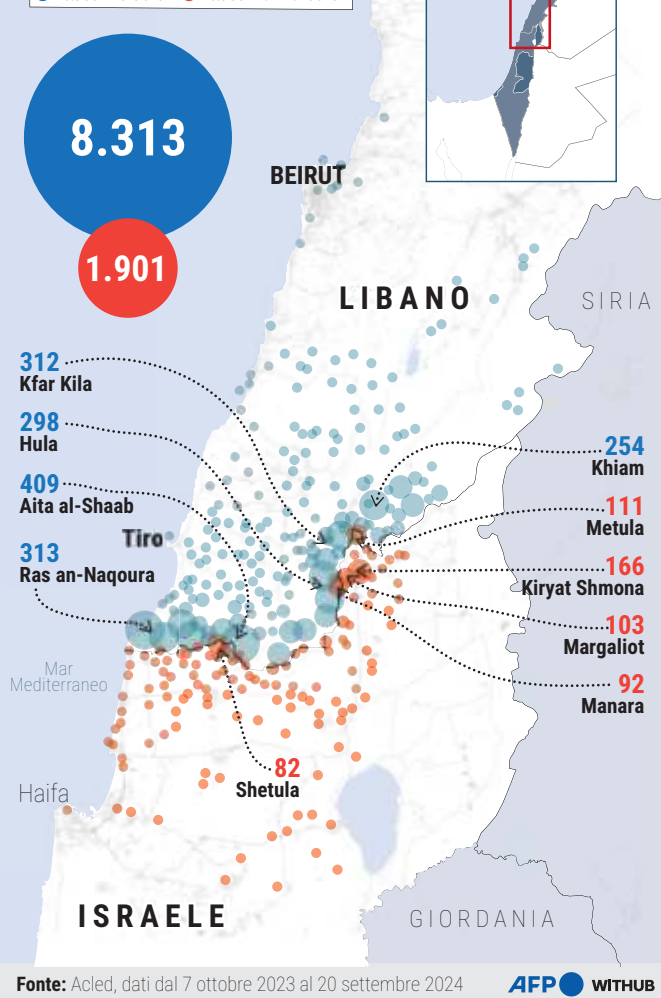 8.313
1.901
BEIRUT
LIBANO
SIRIA
312
Kfar Kila
298
Hula
409
Aita al-Shaab
Tiro
313
Ras an-Naqoura
254
Khiam
111
Metula
166
Kiryat Shmona
103
Margaliot
92
Manara
Mar
Mediterraneo
82
Shetula
Haifa
ISRAELE
GIORDANIA
Fonte: Acled, dati dal 7 ottobre 2023 al 20 settembre 2024
AFP WITHUB